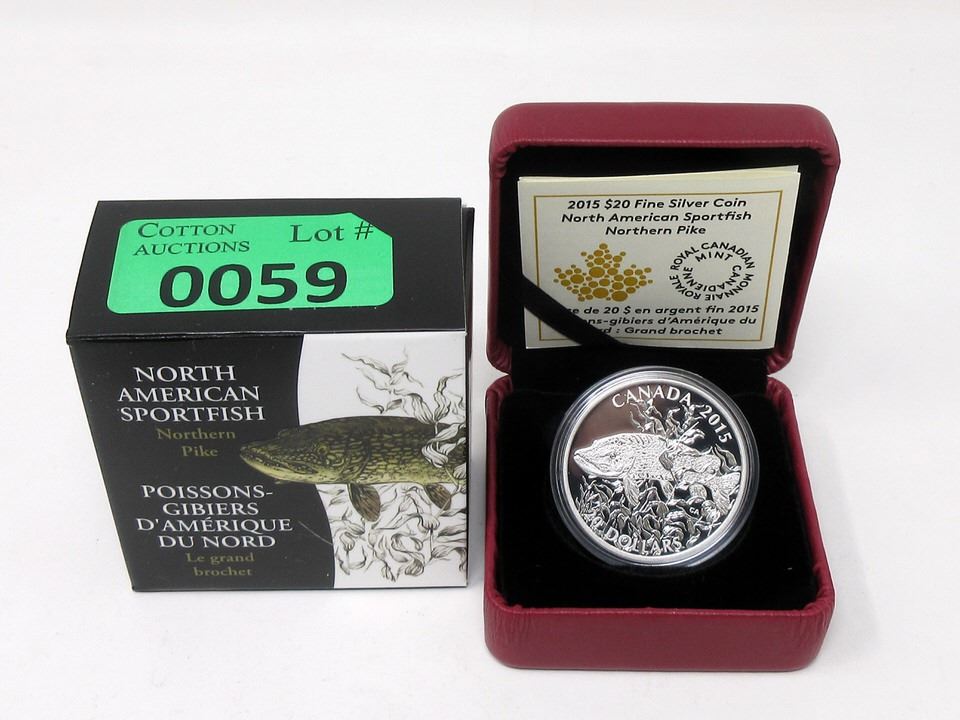 COTTON
AUCTIONS
Lot #
0059
NORTH
AMERICAN
SPORTFISH
Northern
Pike
POISSONS-
GIBIERS
D'AMÉRIQUE
DU NORD
Le grand
brochet
2015 $20 Fine Silver Coin
North American Sportfish
Northern Pike
ROYAL CANADIAN MINT
MONNAIE ROYALE CANADIENNE
de 20 $ en argent fin 2015
d'Amérique du
: Grand brochet
CANADA 2015
DOLLARS